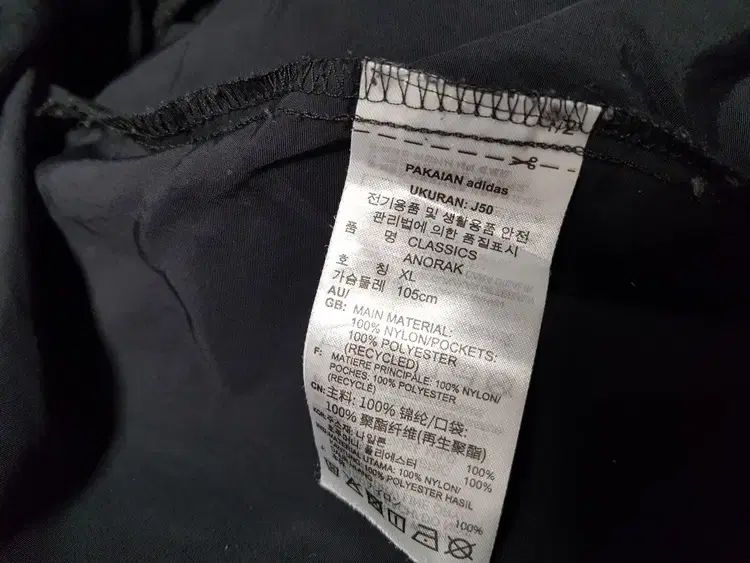 PAKAIAN adidas
UKURAN: J50
전기용품 및 생활용품 안전
관리법에 의한 품질표시
품 명 CLASSICS
ANORAK
호 칭 XL
가슴둘레 105cm
AU/
GB: MAIN MATERIAL:
100% NYLON/POCKETS:
100% POLYESTER
(RECYCLED)
F: MATIERE PRINCIPALE: 100% NYLON/
POCHES: 100% POLYESTER
(RECYCLÉ)
CN: 主料: 100% 锦纶/口袋:
100% 聚酯纤维(再生聚酯)
나일론 100%
폴리에스터 100%
MATERIAL UTAMA: 100% NYLON/
100% POLYESTER HASIL
100%